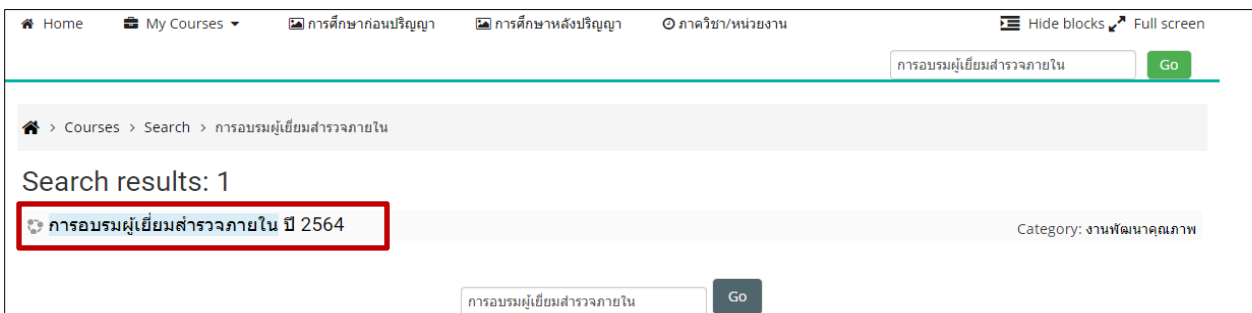 Home My Courses การศึกษาก่อนปริญญา การศึกษาหลังปริญญา ภาควิชา/หน่วยงาน Hide blocks Full screen
การอบรมผู้เยี่ยมสำรวจภายใน Go
> Courses > Search > การอบรมผู้เยี่ยมสำรวจภายใน
Search results: 1
การอบรมผู้เยี่ยมสำรวจภายใน ปี 2564
Category: งานพัฒนาคุณภาพ
การอบรมผู้เยี่ยมสำรวจภายใน Go